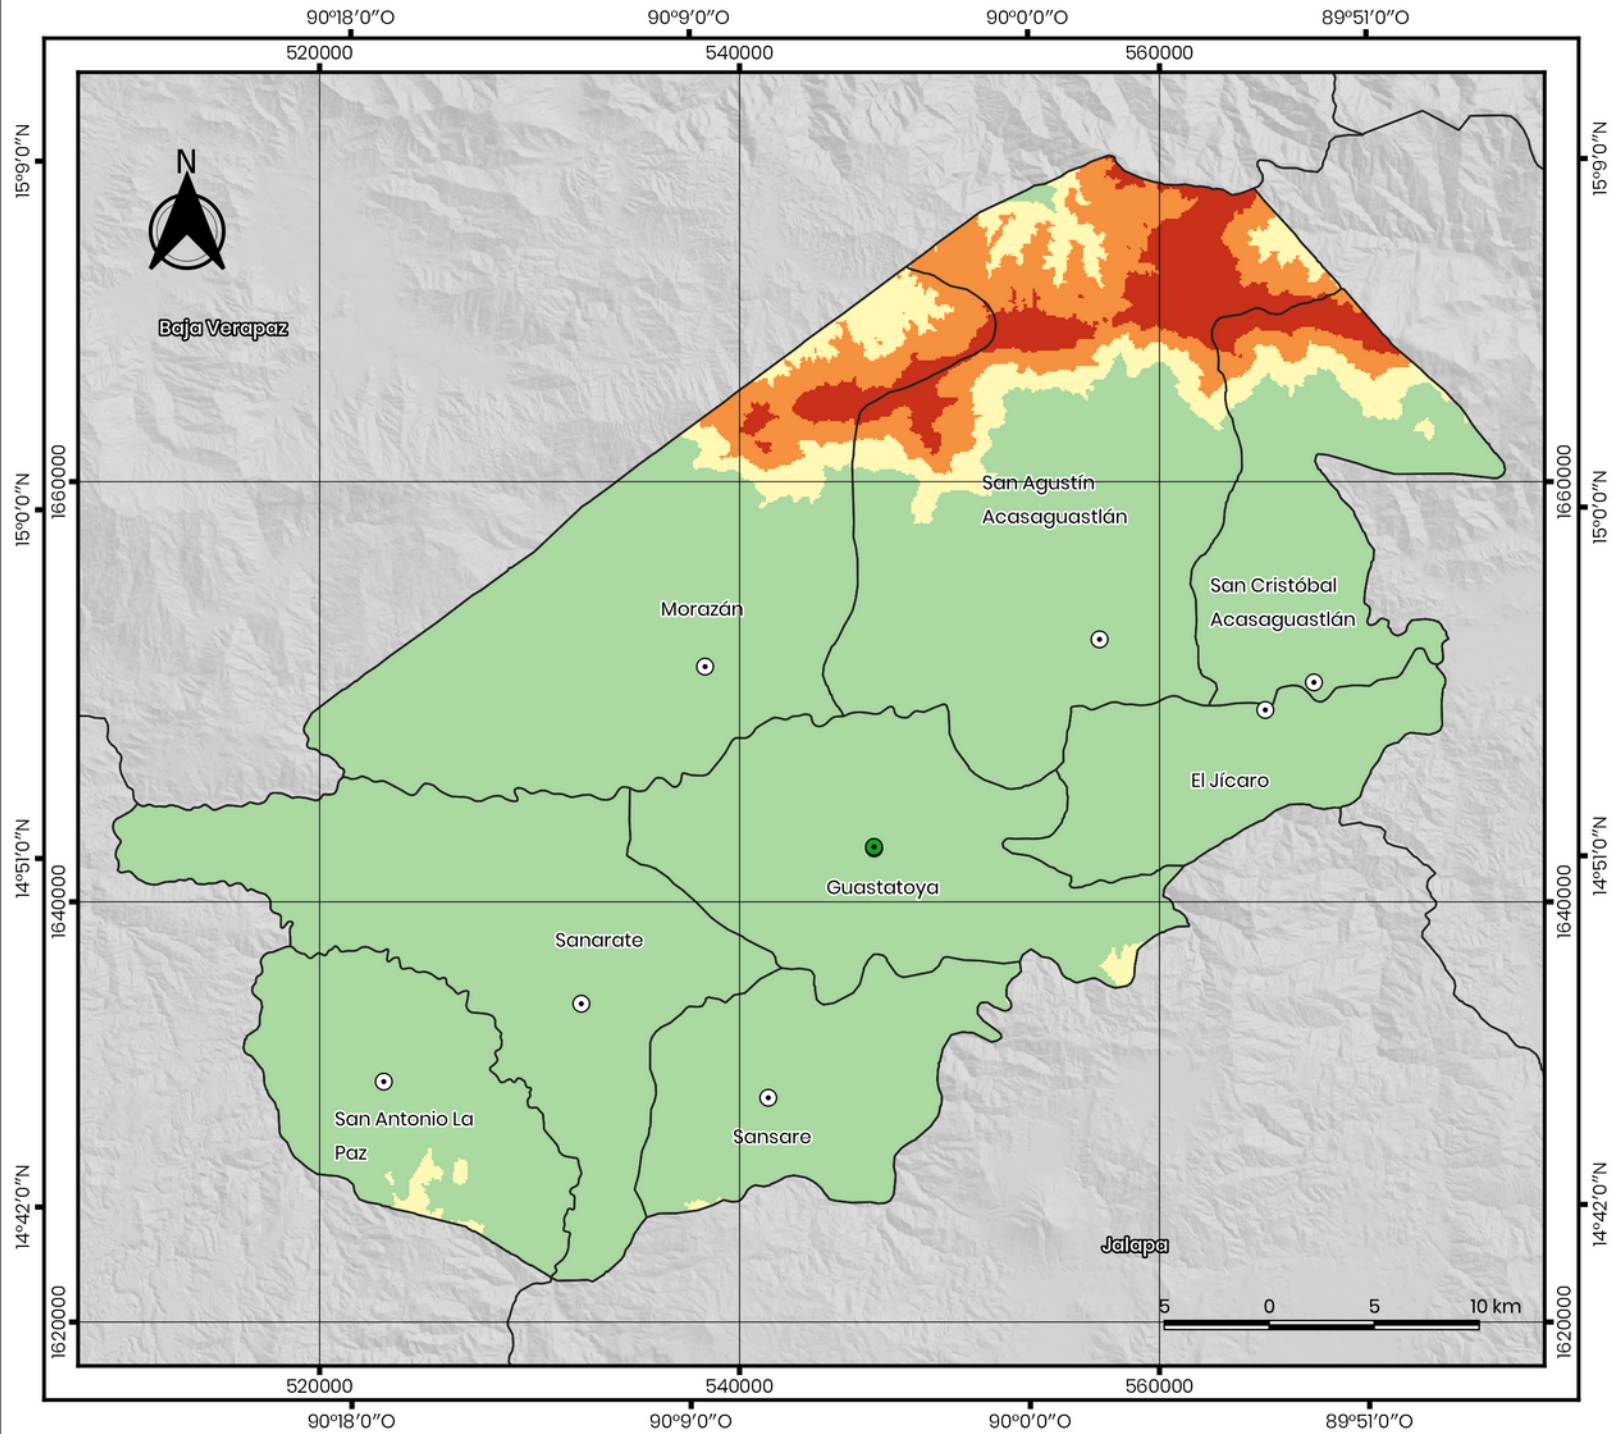 90°18'0"O
90°9'0"O
90°0'0"O
89°51'0"O
520000
540000
560000
15°9'0"N
15°9'0"N
N
Baja Verapaz
1660000
1660000
15°0'0"N
15°0'0"N
San Agustín
Acasaguastlán
San Cristóbal
Acasaguastlán
Morazán
El Jícaro
14°51'0"N
14°51'0"N
Guastatoya
1640000
1640000
Sanarate
San Antonio La
Paz
Sansare
14°42'0"N
14°42'0"N
Jalapa
5 0 5 10 km
1620000
1620000
520000
540000
560000
90°18'0"O
90°9'0"O
90°0'0"O
89°51'0"O